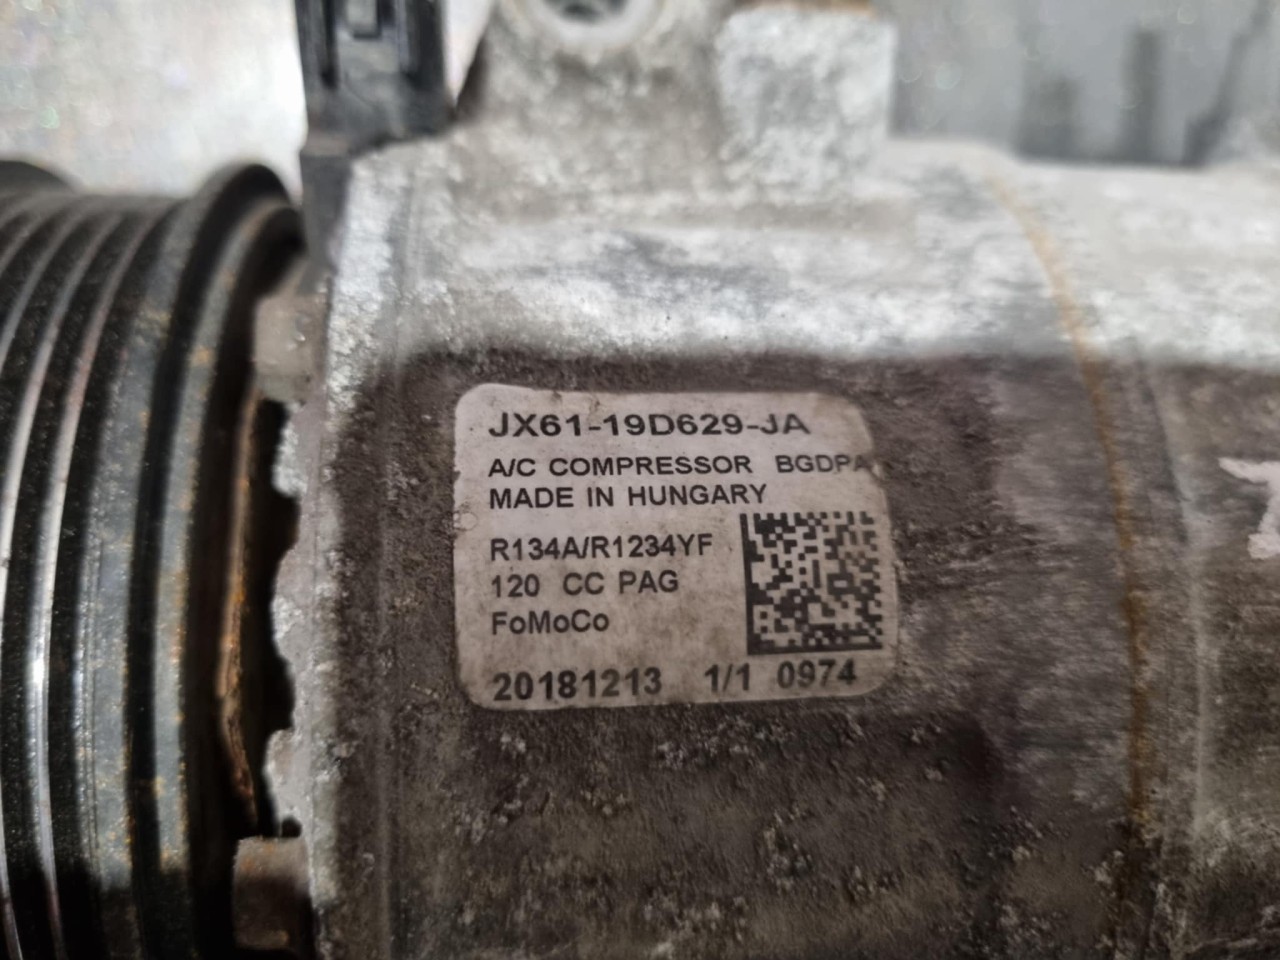 JX61-19D629-JA
A/C COMPRESSOR BGDPA
MADE IN HUNGARY
R134A/R1234YF
120 CC PAG
FoMoCo
20181213 1/1 0974